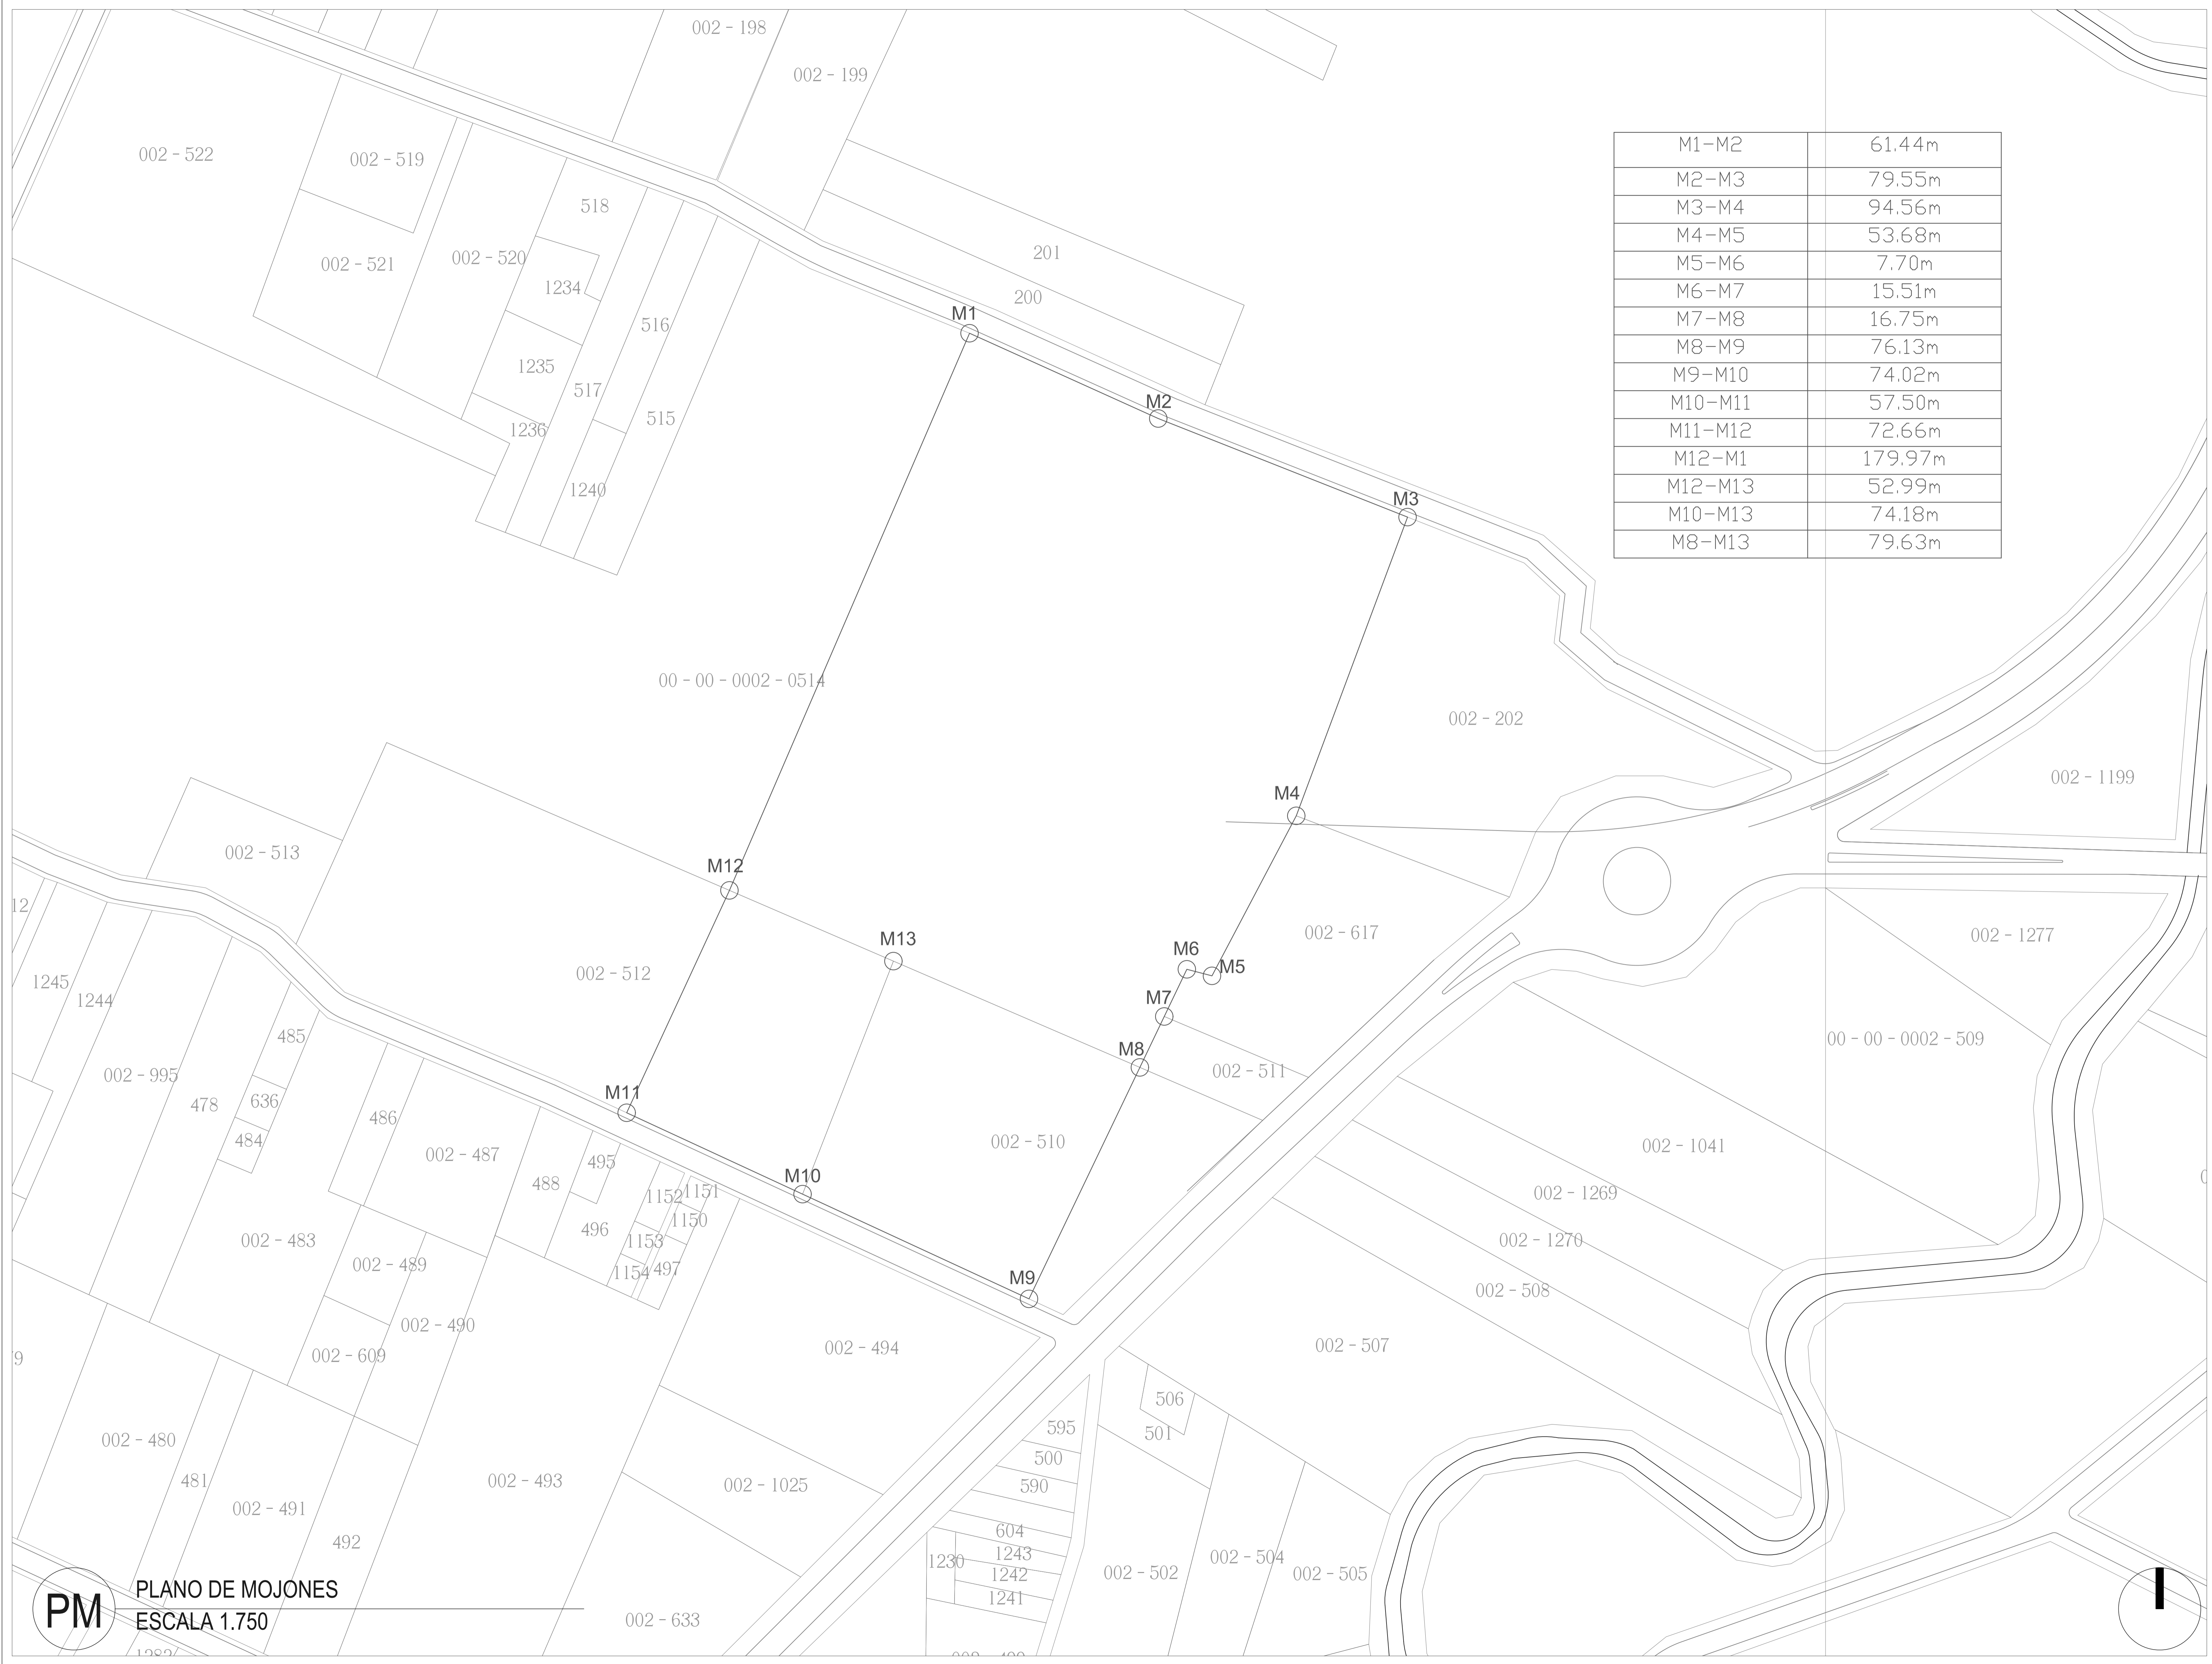 002 - 198
002 - 199
002 - 522
002 - 519
518
002 - 521
002 - 520
1234
516
1235
517
515
1236
1240
201
200
M1
M2
M3
M1-M2 61.44m
M2-M3 79.55m
M3-M4 94.56m
M4-M5 53.68m
M5-M6 7.70m
M6-M7 15.51m
M7-M8 16.75m
M8-M9 76.13m
M9-M10 74.02m
M10-M11 57.50m
M11-M12 72.66m
M12-M1 179.97m
M12-M13 52.99m
M10-M13 74.18m
M8-M13 79.63m
00 - 00 - 0002 - 0514
002 - 202
002 - 1199
M4
002 - 513
M12
12
M13
002 - 617
002 - 1277
M6
M5
002 - 512
1245
1244
M7
485
00 - 00 - 0002 - 509
M8
002 - 511
002 - 995
478
636
M11
486
484
002 - 510
002 - 1041
002 - 487
495
488
M10
1152
1151
002 - 1269
496
1150
002 - 483
1153
002 - 1270
002 - 489
1154
497
M9
002 - 508
002 - 490
002 - 609
002 - 494
002 - 507
506
595
501
002 - 480
500
481
002 - 493
002 - 1025
590
002 - 491
604
492
1243
1230
1242
002 - 502
002 - 504
002 - 505
1241
002 - 633
PM
PLANO DE MOJONES
ESCALA 1.750